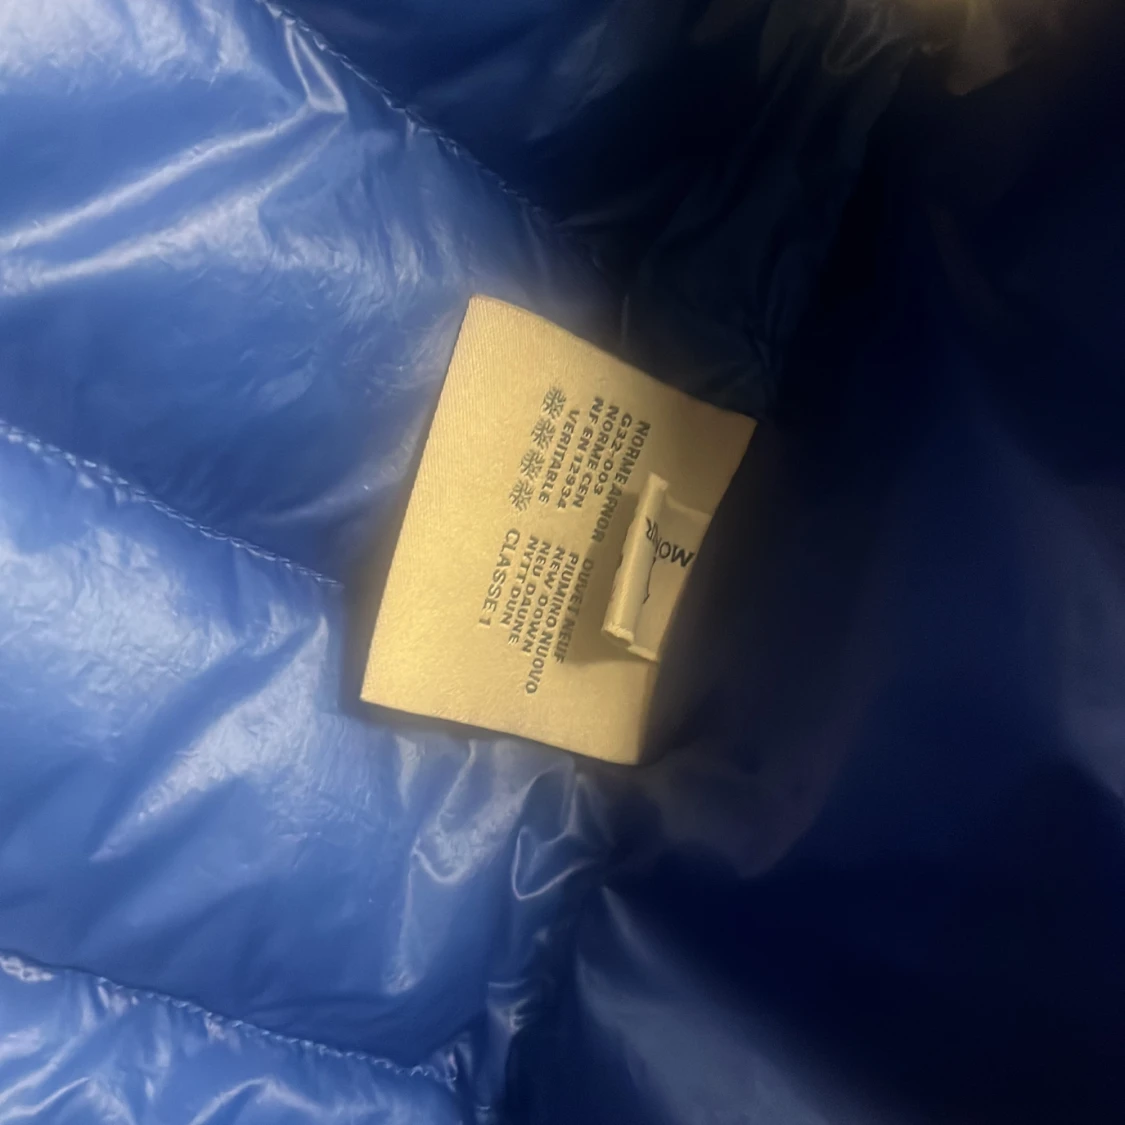 NORME AFNOR
G32-003
NORME CEN
NF EN 12934
VERITABLE
DUVET NEUF
PIUMINO NUOVO
NEW DOWN
NEU DAUNE
NYTT DUN
CLASSE 1